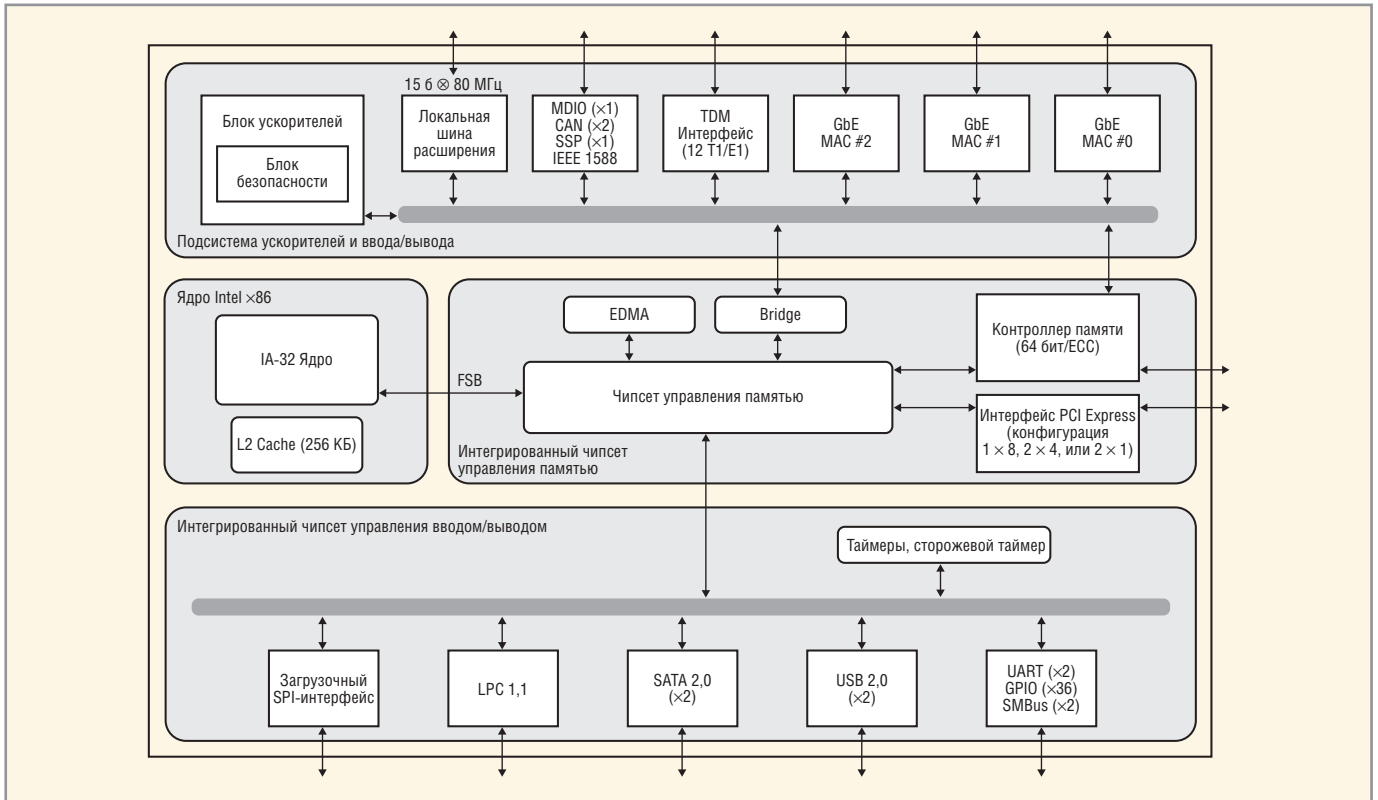 15 б ⊗ 80 МГц
Блок ускорителей
Блок
безопасности
Локальная
шина
расширения
MDIO (×1)
CAN (×2)
SSP (×1)
IEEE 1588
TDM
Интерфейс
(12 T1/E1)
GbE
MAC #2
GbE
MAC #1
GbE
MAC #0
Подсистема ускорителей и ввода/вывода
Ядро Intel ×86
IA-32 Ядро
L2 Cache (256 КБ)
FSB
EDMA
Bridge
Чипсет управления памятью
Контроллер памяти
(64 бит/ECC)
Интерфейс PCI Express
(конфигурация
1 × 8, 2 × 4, или 2 × 1)
Интегрированный чипсет
управления памятью
Интегрированный чипсет управления вводом/выводом
Таймеры, сторожевой таймер
Загрузочный
SPI-интерфейс
LPC 1,1
SATA 2,0
(×2)
USB 2,0
(×2)
UART (×2)
GPIO (×36)
SMBus (×2)